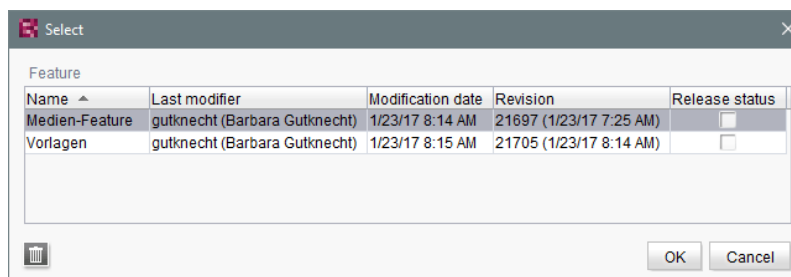 Select
Feature
Name Last modifier Modification date Revision Release status
Medien-Feature gutknecht (Barbara Gutknecht) 1/23/17 8:14 AM 21697 (1/23/17 7:25 AM)
Vorlagen gutknecht (Barbara Gutknecht) 1/23/17 8:15 AM 21705 (1/23/17 8:14 AM)
OK Cancel